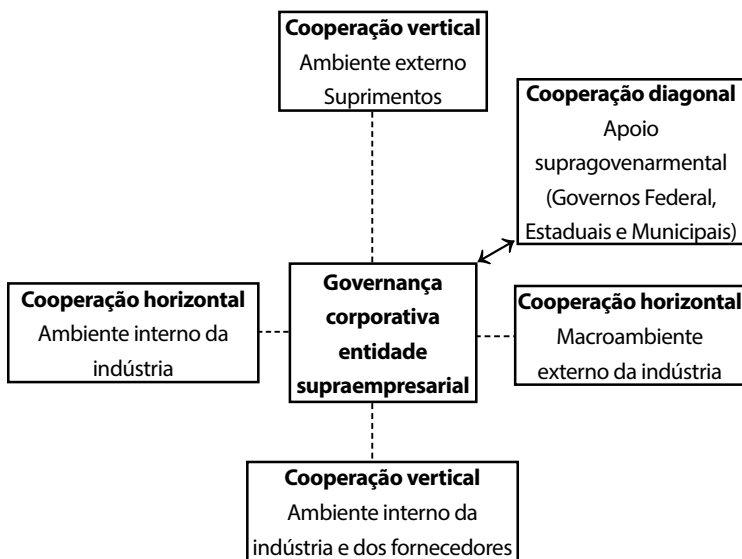 Cooperação vertical
Ambiente externo
Suprimentos
Cooperação diagonal
Apoio
supragovenarmental
(Governos Federal,
Estaduais e Municipais)
Cooperação horizontal
Ambiente interno da
indústria
Governança
corporativa
entidade
supraempresarial
Cooperação horizontal
Macroambiente
externo da indústria
Cooperação vertical
Ambiente interno da
indústria e dos fornecedores